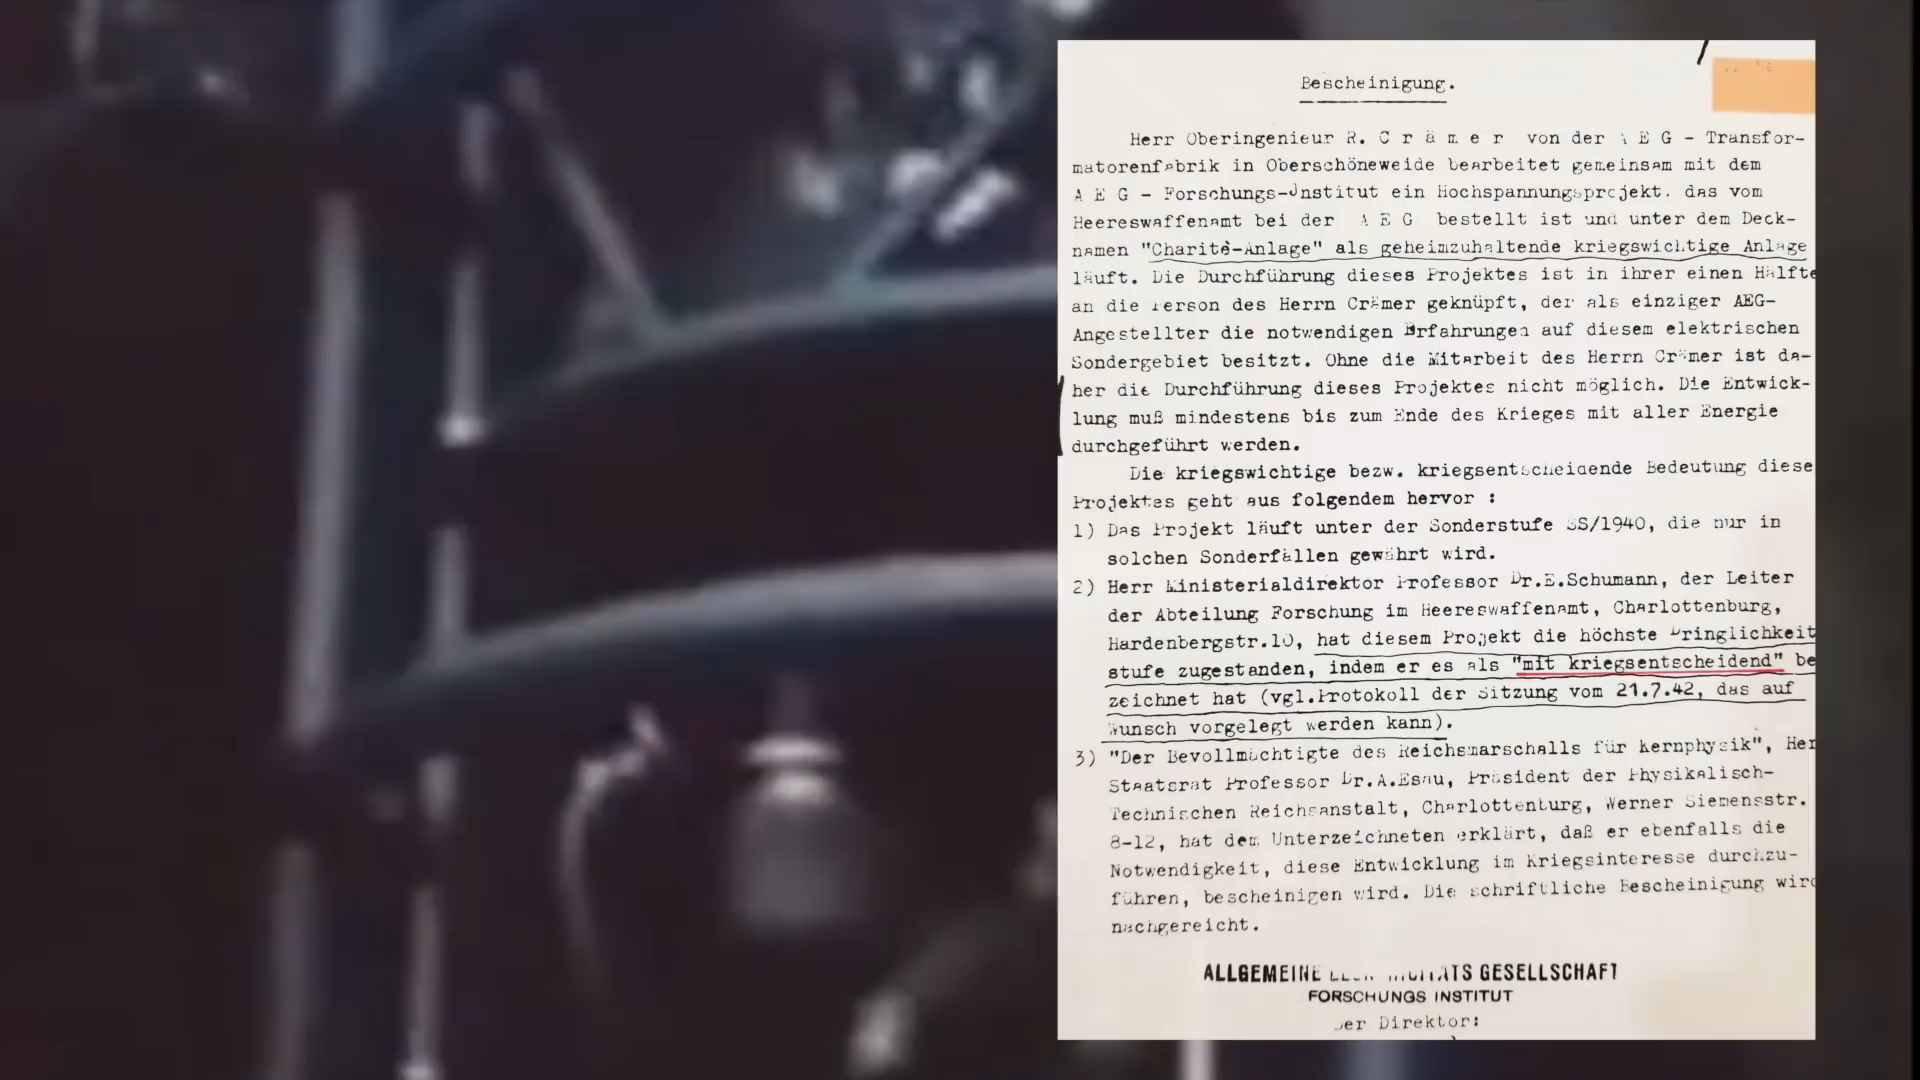 Bescheinigung.
Herr Oberingenieur R. C r ä m e r von der A E G - Transfor-
matorenfabrik in Oberschöneweide bearbeitet gemeinsam mit dem
A E G - Forschungs-Institut ein Hochspannungsprojekt, das vom
Heereswaffenamt bei der A E G bestellt ist und unter dem Deck-
namen "Charité-Anlage" als geheimzuhaltende kriegswichtige Anlage
läuft. Die Durchführung dieses Projektes ist in ihrer einen Hälfte
an die Person des Herrn Crämer geknüpft, der als einziger AEG-
Angestellter die notwendigen Erfahrungen auf diesem elektrischen
Sondergebiet besitzt. Ohne die Mitarbeit des Herrn Crämer ist da-
her die Durchführung dieses Projektes nicht möglich. Die Entwick-
lung muß mindestens bis zum Ende des Krieges mit aller Energie
durchgeführt werden.
Die kriegswichtige bezw. kriegsentscheidende Bedeutung diese
Projektes geht aus folgendem hervor :
1) Das Projekt läuft unter der Sonderstufe SS/1940, die nur in
solchen Sonderfällen gewährt wird.
2) Herr Ministerialdirektor Professor Dr.E.Schumann, der Leiter
der Abteilung Forschung im Heereswaffenamt, Charlottenburg,
Hardenbergstr.10, hat diesem Projekt die höchste Dringlichkeit
stufe zugestanden, indem er es als "mit kriegsentscheidend" be
zeichnet hat (vgl.Protokoll der Sitzung vom 21.7.42, das auf
Wunsch vorgelegt werden kann).
3) "Der Bevollmächtigte des Reichsmarschalls für Kernphysik", Her
Staatsrat Professor Dr.A.Esau, Präsident der Physikalisch-
Technischen Reichsanstalt, Charlottenburg, Werner Siemensstr.
8-12, hat dem Unterzeichneten erklärt, daß er ebenfalls die
Notwendigkeit, diese Entwicklung im Kriegsinteresse durchzu-
führen, bescheinigen wird. Die schriftliche Bescheinigung wird
nachgereicht.
ALLGEMEINE GESELLSCHAFT
FORSCHUNGS INSTITUT
Der Direktor: